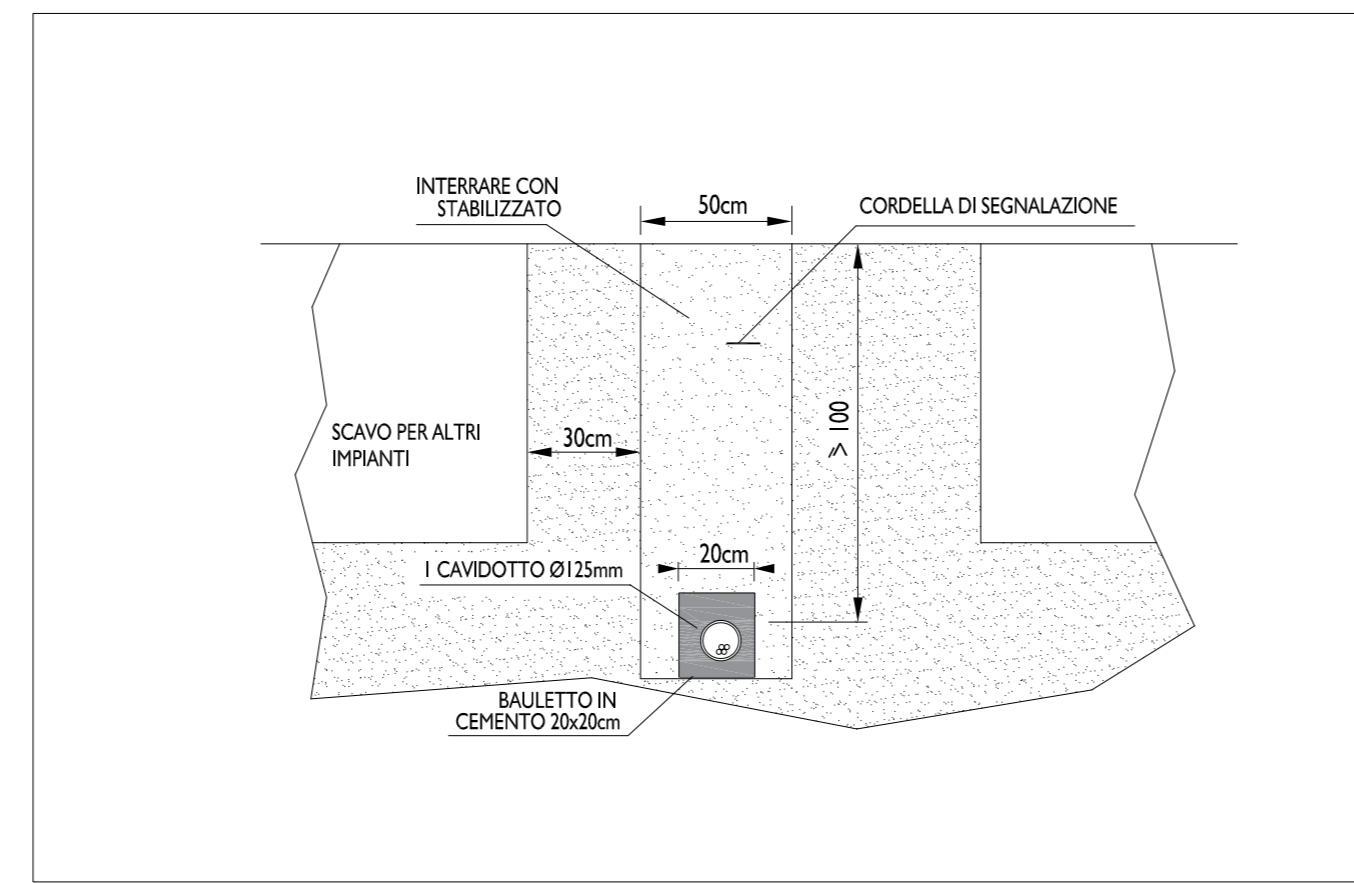 INTERRARE CON
STABILIZZATO
50cm
CORDELLA DI SEGNALAZIONE
⩾ 100
SCAVO PER ALTRI
IMPIANTI
30cm
20cm
1 CAVIDOTTO Ø125mm
BAULETTO IN
CEMENTO 20x20cm